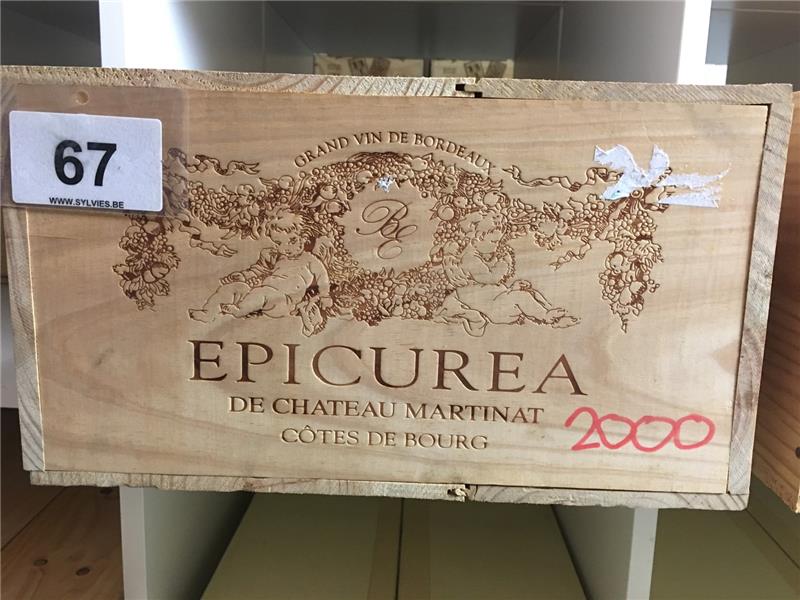 67
WWW.SYLVIES.BE
GRAND VIN DE BORDEAUX
BE
EPICUREA
DE CHATEAU MARTINAT
CÔTES DE BOURG
2000